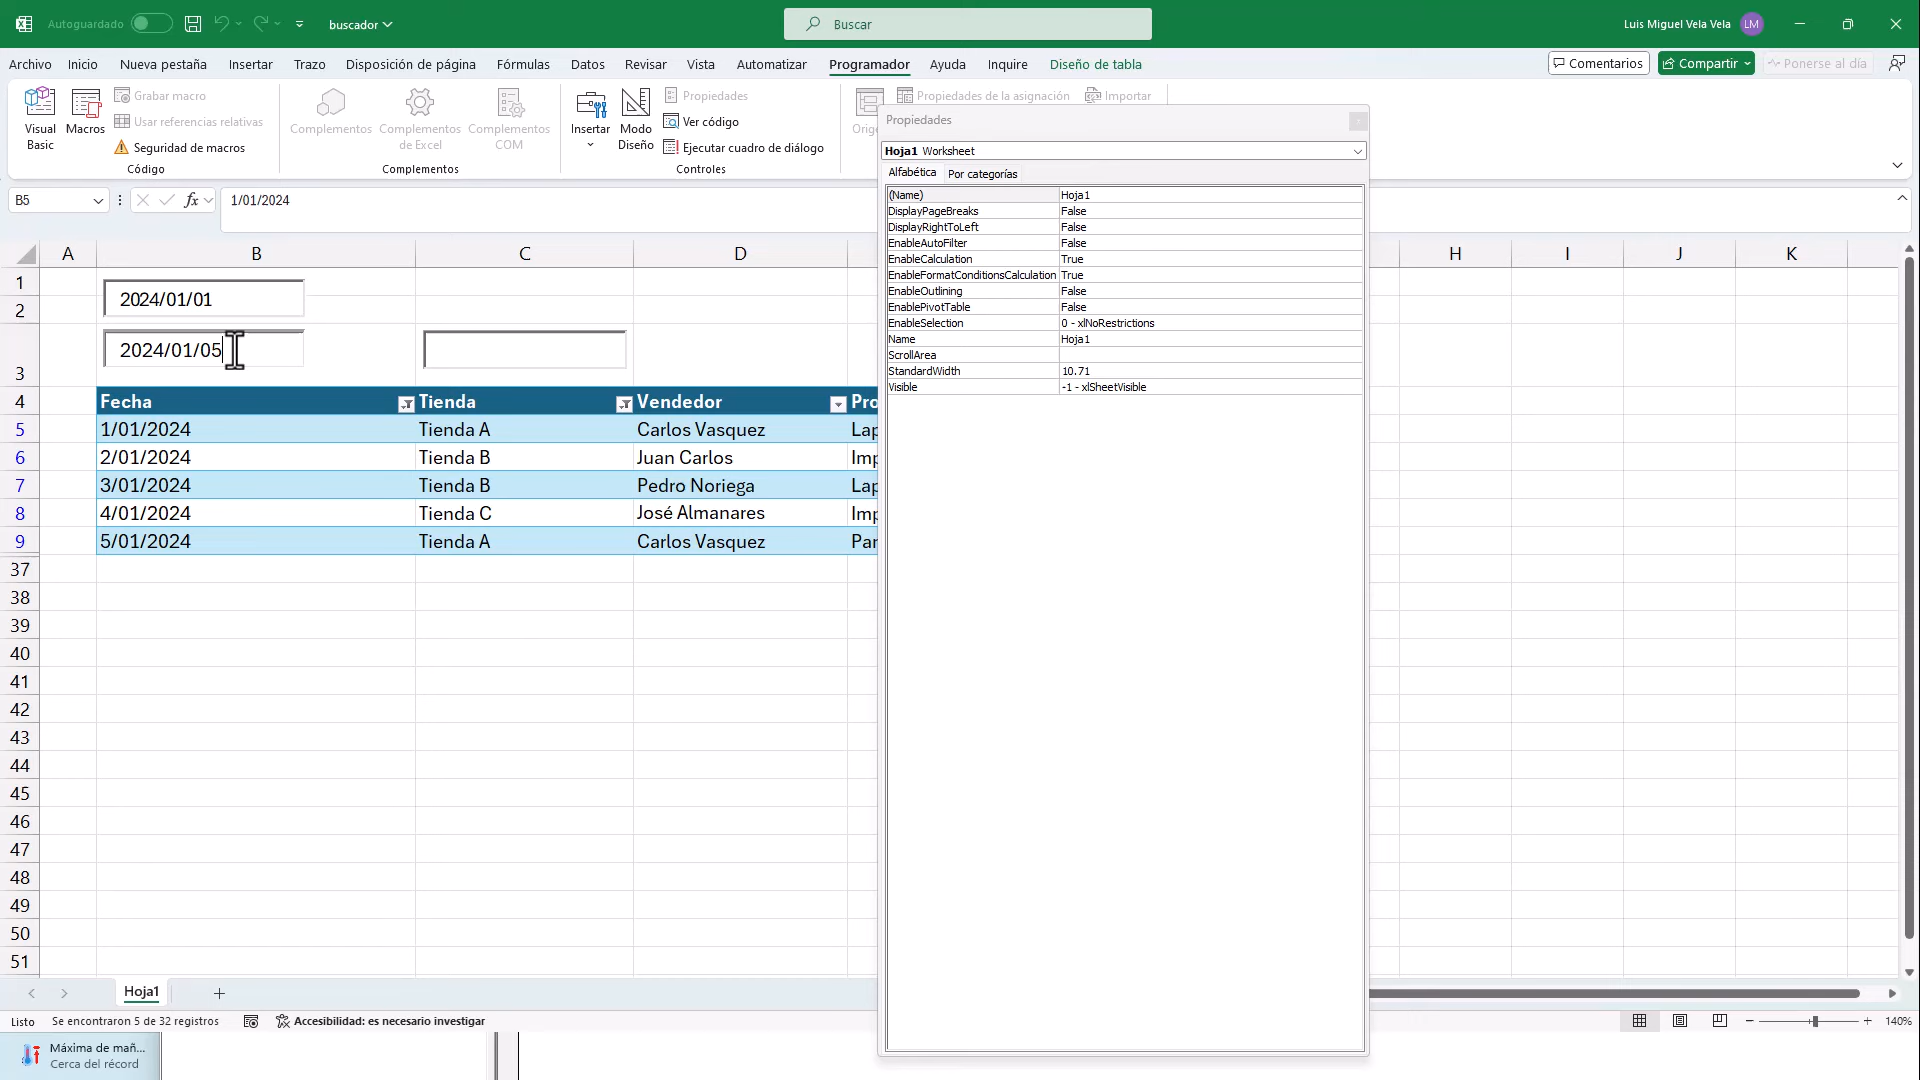 Autoguardado
buscador
Buscar
Luis Miguel Vela Vela
LM
Archivo Inicio Nueva pestaña Insertar Trazo Disposición de página Fórmulas Datos Revisar Vista Automatizar Programador Ayuda Inquire Diseño de tabla
Comentarios Compartir Ponerse al día
Visual Basic
Macros
Grabar macro
Usar referencias relativas
Seguridad de macros
Código
Complementos
Complementos de Excel
Complementos COM
Complementos
Insertar
Modo Diseño
Propiedades
Ver código
Ejecutar cuadro de diálogo
Controles
Orig
Propiedades de la asignación
Importar
B5
fx
1/01/2024
Propiedades
Hoja1 Worksheet
Alfabética Por categorías
(Name) Hoja1
DisplayPageBreaks False
DisplayRightToLeft False
EnableAutoFilter False
EnableCalculation True
EnableFormatConditionsCalculation True
EnableOutlining False
EnablePivotTable False
EnableSelection 0 - xlNoRestrictions
Name Hoja1
ScrollArea
StandardWidth 10.71
Visible -1 - xlSheetVisible
A B C D H I J K
1
2024/01/01
2
2024/01/05
3
4 Fecha Tienda Vendedor Pro
5 1/01/2024 Tienda A Carlos Vasquez Lap
6 2/01/2024 Tienda B Juan Carlos Imp
7 3/01/2024 Tienda B Pedro Noriega Lap
8 4/01/2024 Tienda C José Almanares Imp
9 5/01/2024 Tienda A Carlos Vasquez Par
37
38
39
40
41
42
43
44
45
46
47
48
49
50
51
Hoja1
Listo Se encontraron 5 de 32 registros Accesibilidad: es necesario investigar
140%
Máxima de mañ...
Cerca del récord